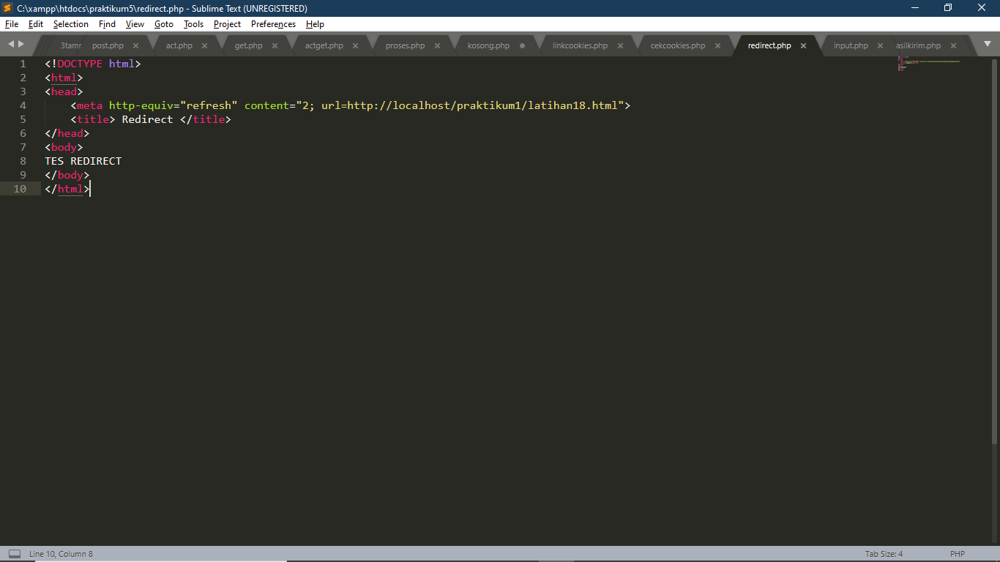 C:\xampp\htdocs\praktikum5\redirect.php - Sublime Text (UNREGISTERED)
File Edit Selection Find View Goto Tools Project Preferences Help
3tamr post.php act.php get.php actget.php proses.php kosong.php linkcookies.php cekcookies.php redirect.php input.php asilkirim.php
1 <!DOCTYPE html>
2 <html>
3 <head>
4 <meta http-equiv="refresh" content="2; url=http://localhost/praktikum1/latihan18.html">
5 <title> Redirect </title>
6 </head>
7 <body>
8 TES REDIRECT
9 </body>
10 </html>
Line 10, Column 8 Tab Size: 4 PHP